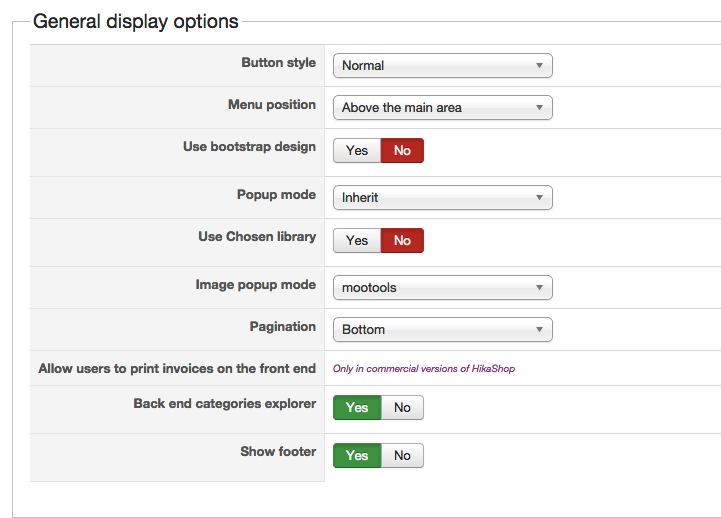 General display options
Button style Normal
Menu position Above the main area
Use bootstrap design Yes No
Popup mode Inherit
Use Chosen library Yes No
Image popup mode mootools
Pagination Bottom
Allow users to print invoices on the front end Only in commercial versions of HikaShop
Back end categories explorer Yes No
Show footer Yes No